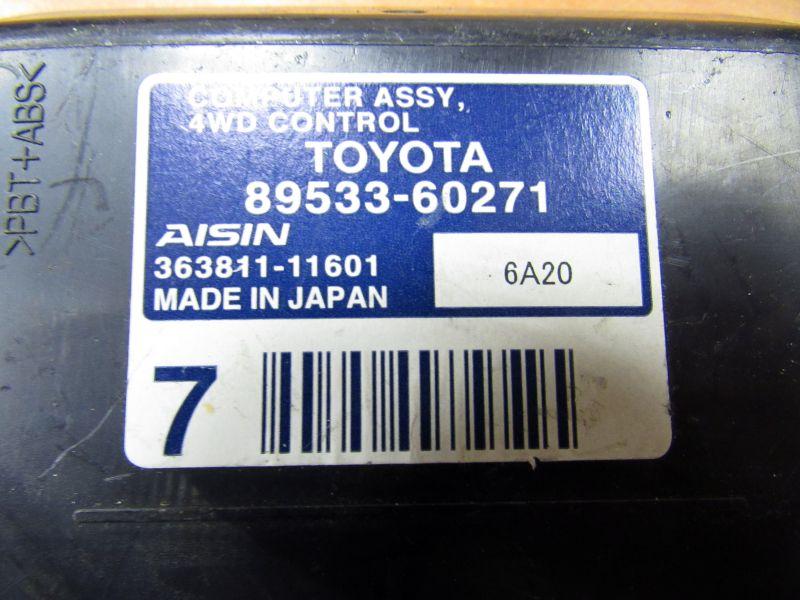 >PBT+ABS<
COMPUTER ASSY,
4WD CONTROL
TOYOTA
89533-60271
AISIN
363811-11601
6A20
MADE IN JAPAN
7